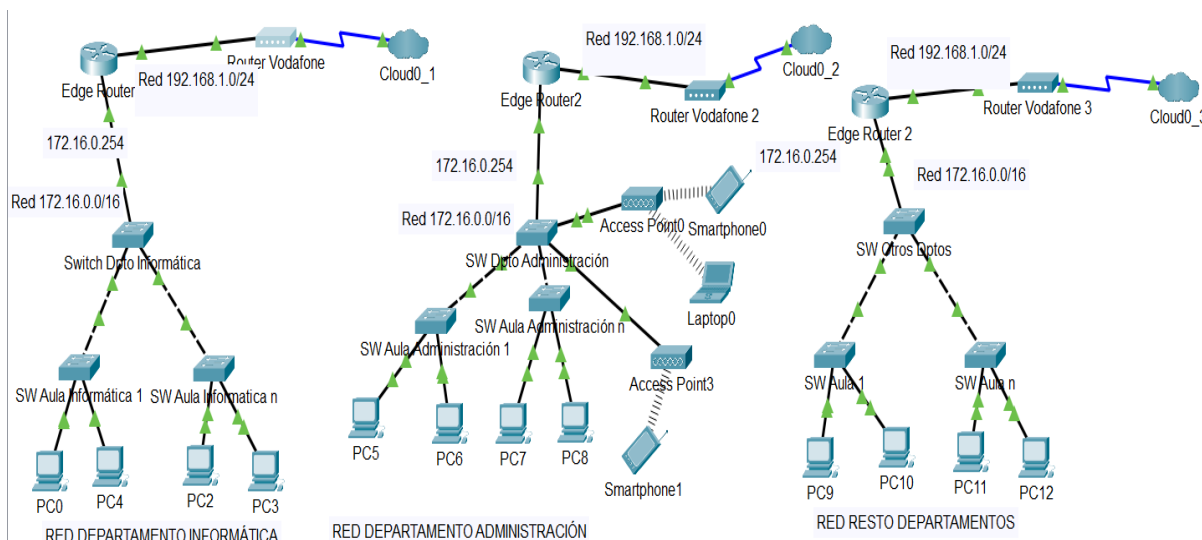 Router Vodafone
Cloud0_1
Red 192.168.1.0/24
Edge Router
172.16.0.254
Red 172.16.0.0/16
Switch Dpto Informática
SW Aula Informática 1
SW Aula Informatica n
PC0
PC4
PC2
PC3
RED DEPARTAMENTO INFORMÁTICA
Red 192.168.1.0/24
Cloud0_2
Edge Router2
Router Vodafone 2
172.16.0.254
172.16.0.254
Red 172.16.0.0/16
Access Point0
Smartphone0
SW Dpto Administración
Laptop0
SW Aula Administración n
SW Aula Administración 1
Access Point3
PC5
PC6
PC7
PC8
Smartphone1
RED DEPARTAMENTO ADMINISTRACIÓN
Red 192.168.1.0/24
Router Vodafone 3
Cloud0_3
Edge Router 2
Red 172.16.0.0/16
SW Otros Dptos
SW Aula 1
SW Aula n
PC9
PC10
PC11
PC12
RED RESTO DEPARTAMENTOS